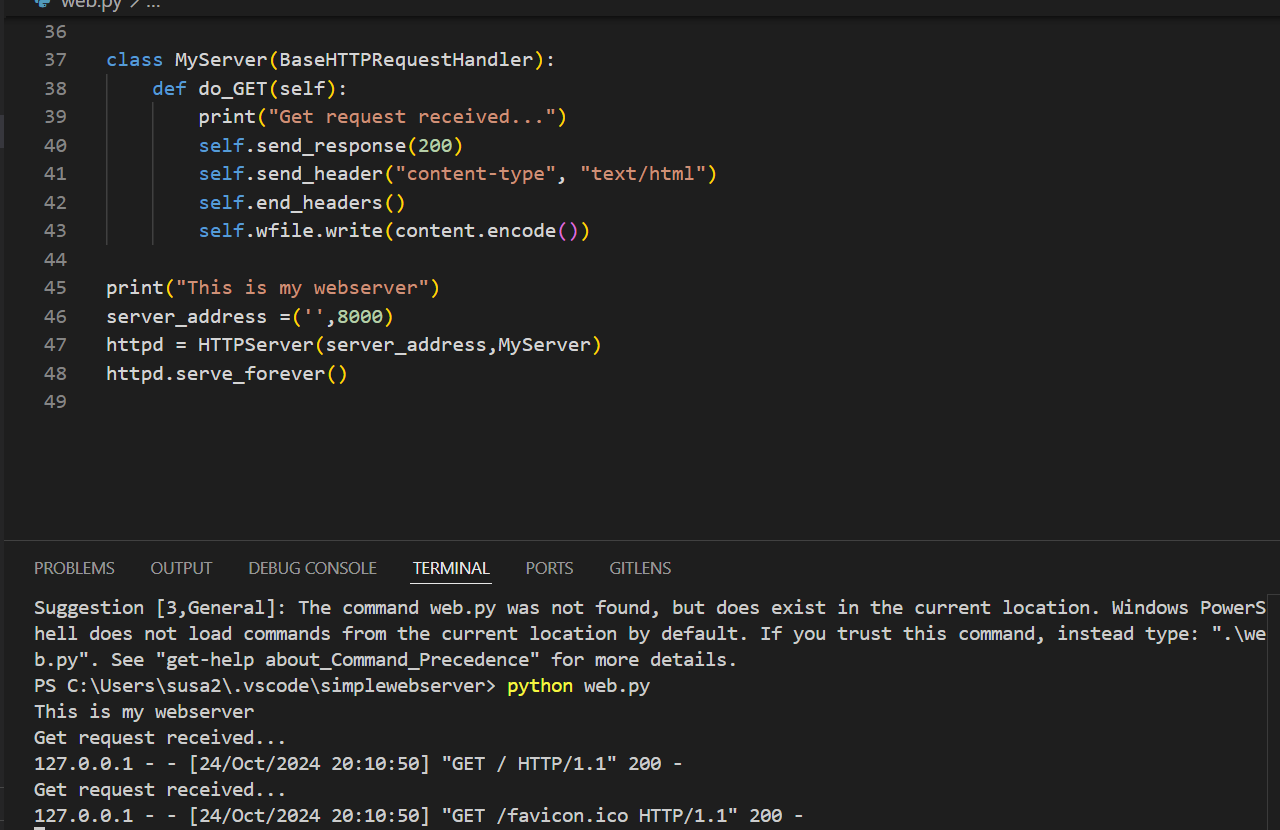 web.py > ...
36
37 class MyServer(BaseHTTPRequestHandler):
38     def do_GET(self):
39         print("Get request received...")
40         self.send_response(200)
41         self.send_header("content-type", "text/html")
42         self.end_headers()
43         self.wfile.write(content.encode())
44
45 print("This is my webserver")
46 server_address =('',8000)
47 httpd = HTTPServer(server_address,MyServer)
48 httpd.serve_forever()
49
PROBLEMS OUTPUT DEBUG CONSOLE TERMINAL PORTS GITLENS
Suggestion [3,General]: The command web.py was not found, but does exist in the current location. Windows PowerS
hell does not load commands from the current location by default. If you trust this command, instead type: ".\we
b.py". See "get-help about_Command_Precedence" for more details.
PS C:\Users\susa2\.vscode\simplewebserver> python web.py
This is my webserver
Get request received...
127.0.0.1 - - [24/Oct/2024 20:10:50] "GET / HTTP/1.1" 200 -
Get request received...
127.0.0.1 - - [24/Oct/2024 20:10:50] "GET /favicon.ico HTTP/1.1" 200 -